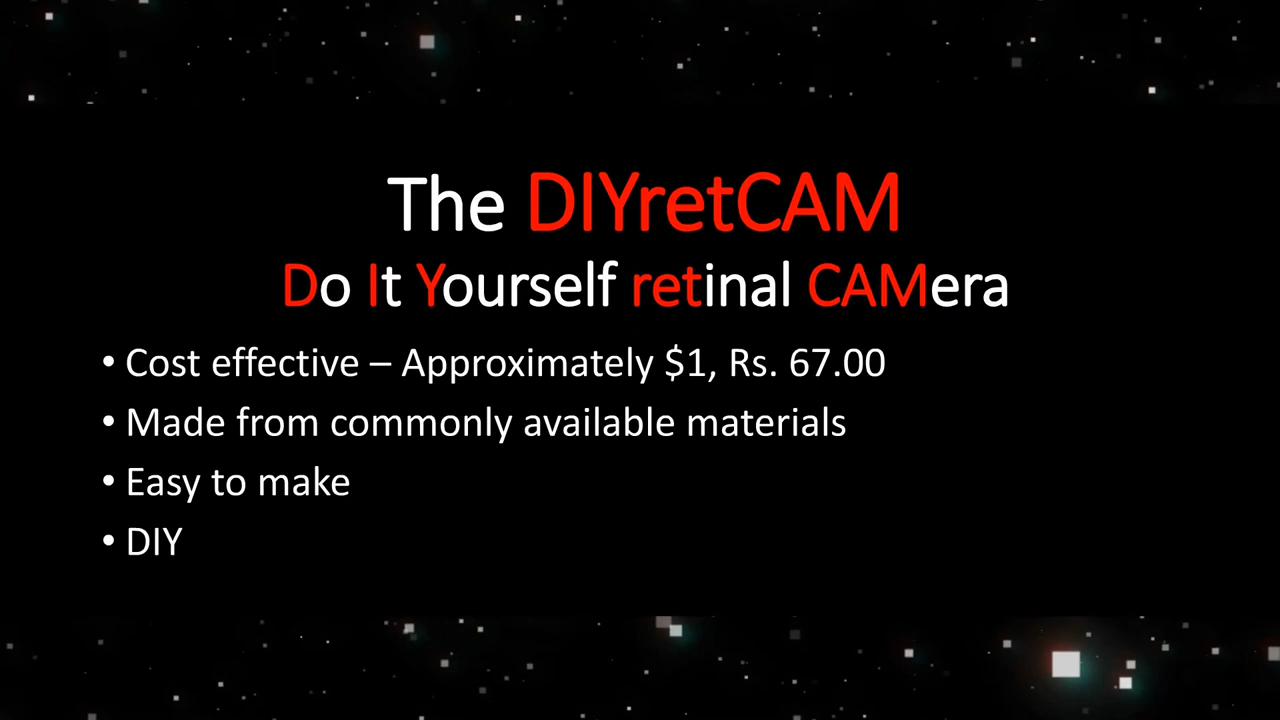 The DIYretCAM
Do It Yourself retinal CAMera
• Cost effective – Approximately $1, Rs. 67.00
• Made from commonly available materials
• Easy to make
• DIY